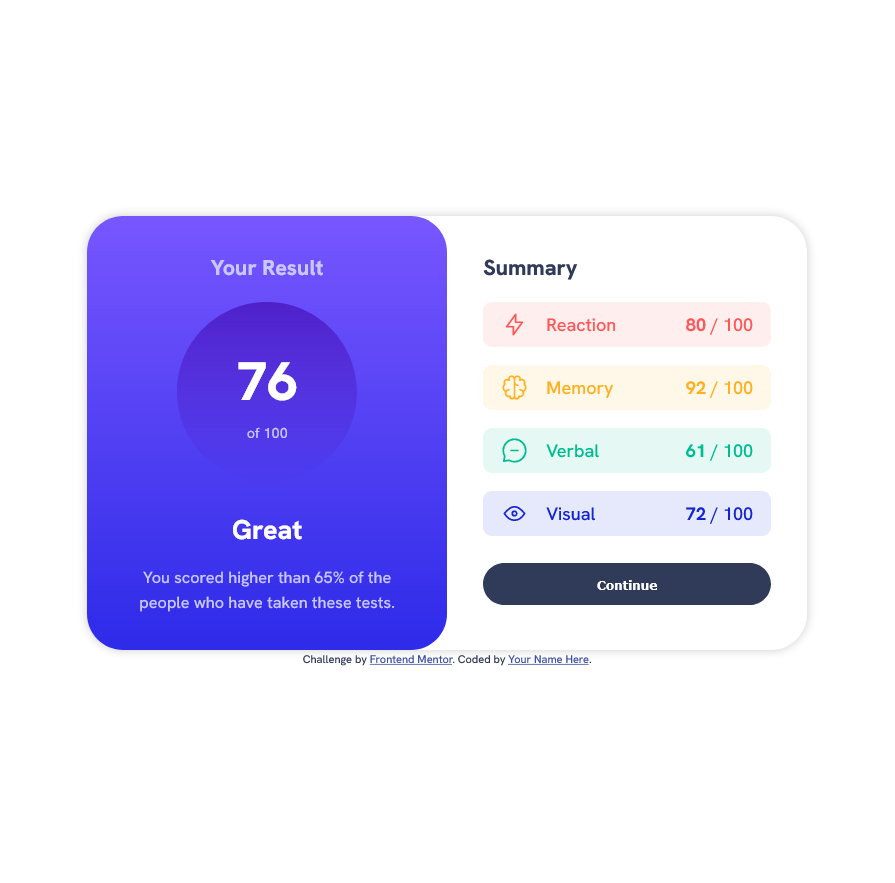 Your Result
76
of 100
Great
You scored higher than 65% of the
people who have taken these tests.
Summary
Reaction 80 / 100
Memory 92 / 100
Verbal 61 / 100
Visual 72 / 100
Continue
Challenge by Frontend Mentor. Coded by Your Name Here.